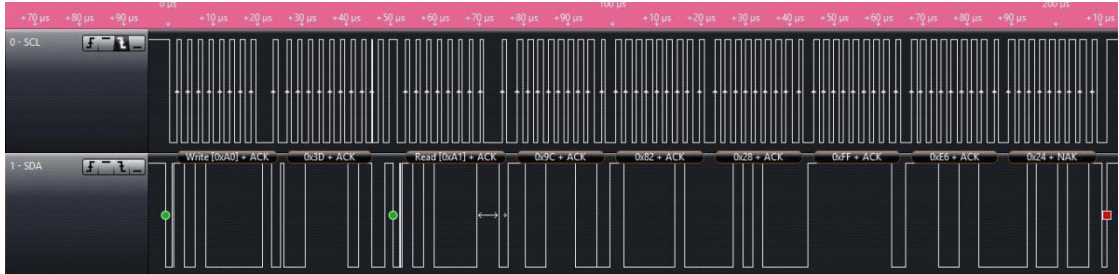 0 µs 100 µs 200 µs
+70 µs +80 µs +90 µs +10 µs +20 µs +30 µs +40 µs +50 µs +60 µs +70 µs +80 µs +90 µs +10 µs +20 µs +30 µs +40 µs +50 µs +60 µs +70 µs +80 µs +90 µs +10 µs
0 - SCL
1 - SDA
Write [0xA0] + ACK 0x3D + ACK Read [0xA1] + ACK 0x9C + ACK 0x82 + ACK 0x28 + ACK 0xFF + ACK 0xE6 + ACK 0x24 + NAK